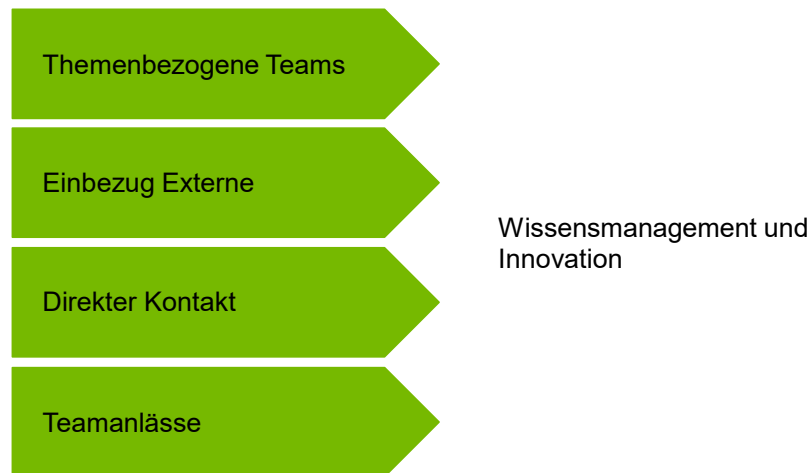 Themenbezogene Teams
Einbezug Externe
Wissensmanagement und
Innovation
Direkter Kontakt
Teamanlässe